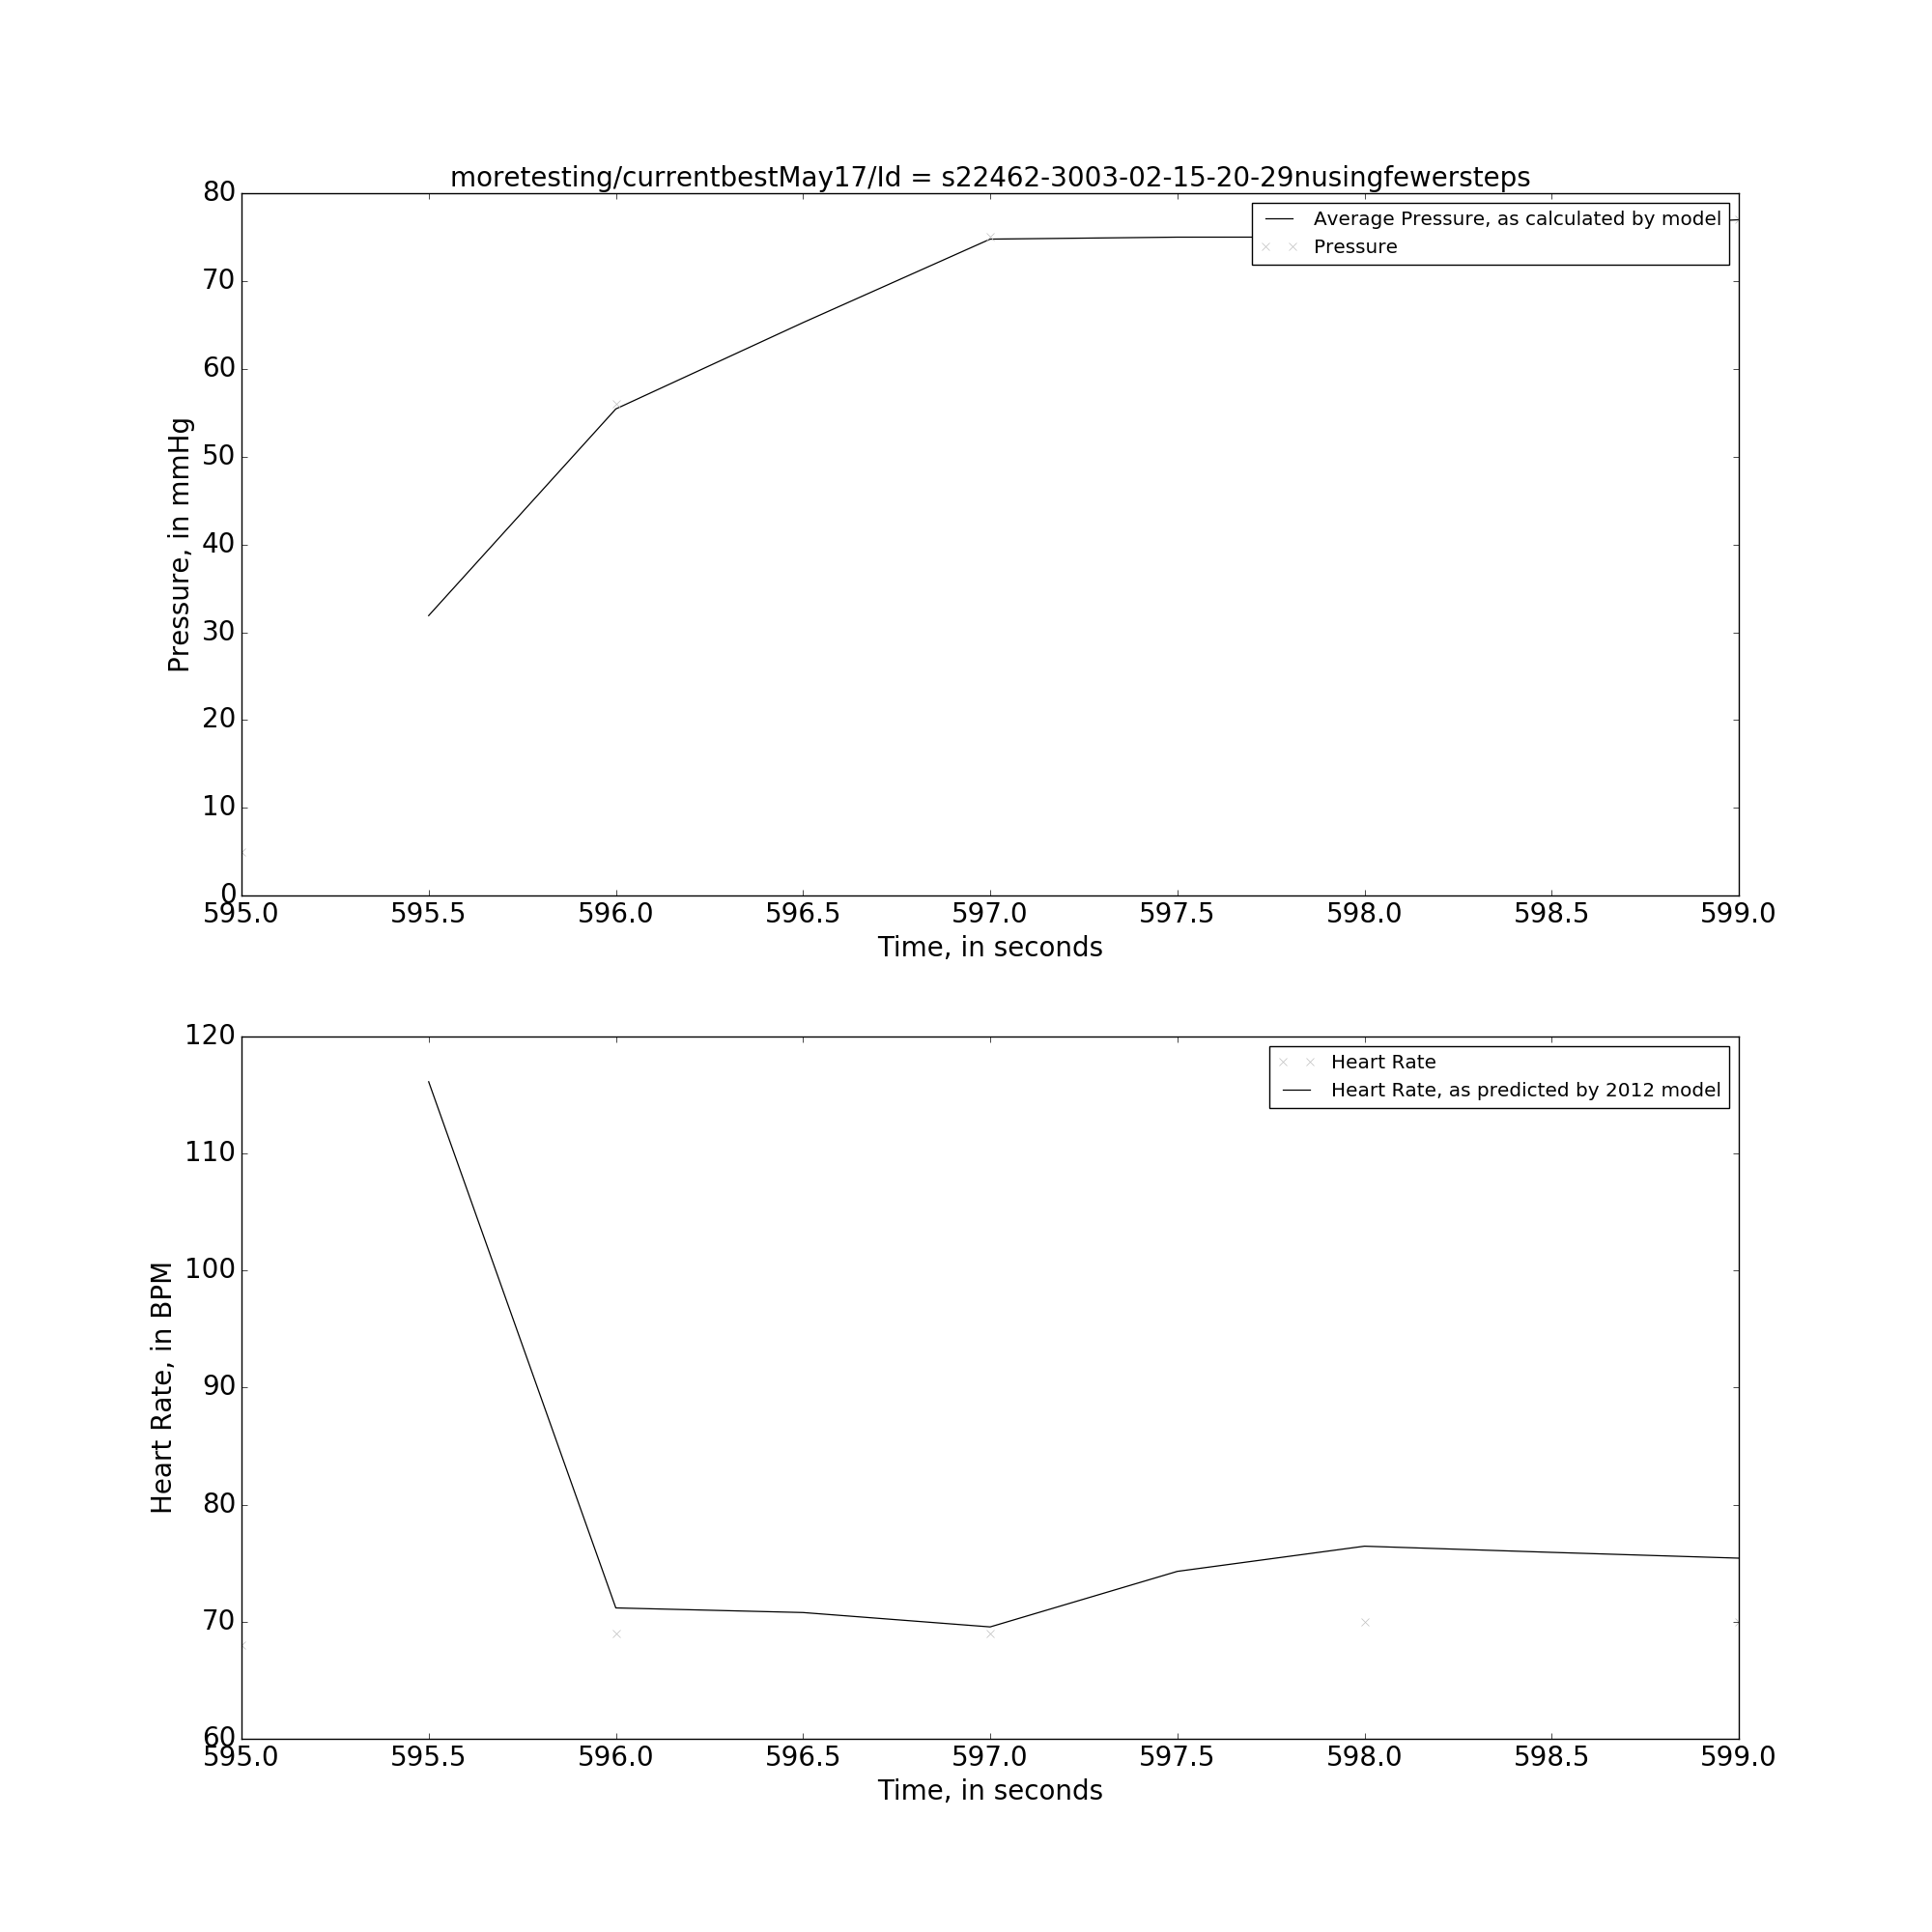 moretesting/currentbestMay17/Id = s22462-3003-02-15-20-29nusingfewersteps
80
70
60
50
40
30
20
10
0
Pressure, in mmHg
Average Pressure, as calculated by model
Pressure
595.0 595.5 596.0 596.5 597.0 597.5 598.0 598.5 599.0
Time, in seconds
120
110
100
90
80
70
60
Heart Rate, in BPM
Heart Rate
Heart Rate, as predicted by 2012 model
595.0 595.5 596.0 596.5 597.0 597.5 598.0 598.5 599.0
Time, in seconds